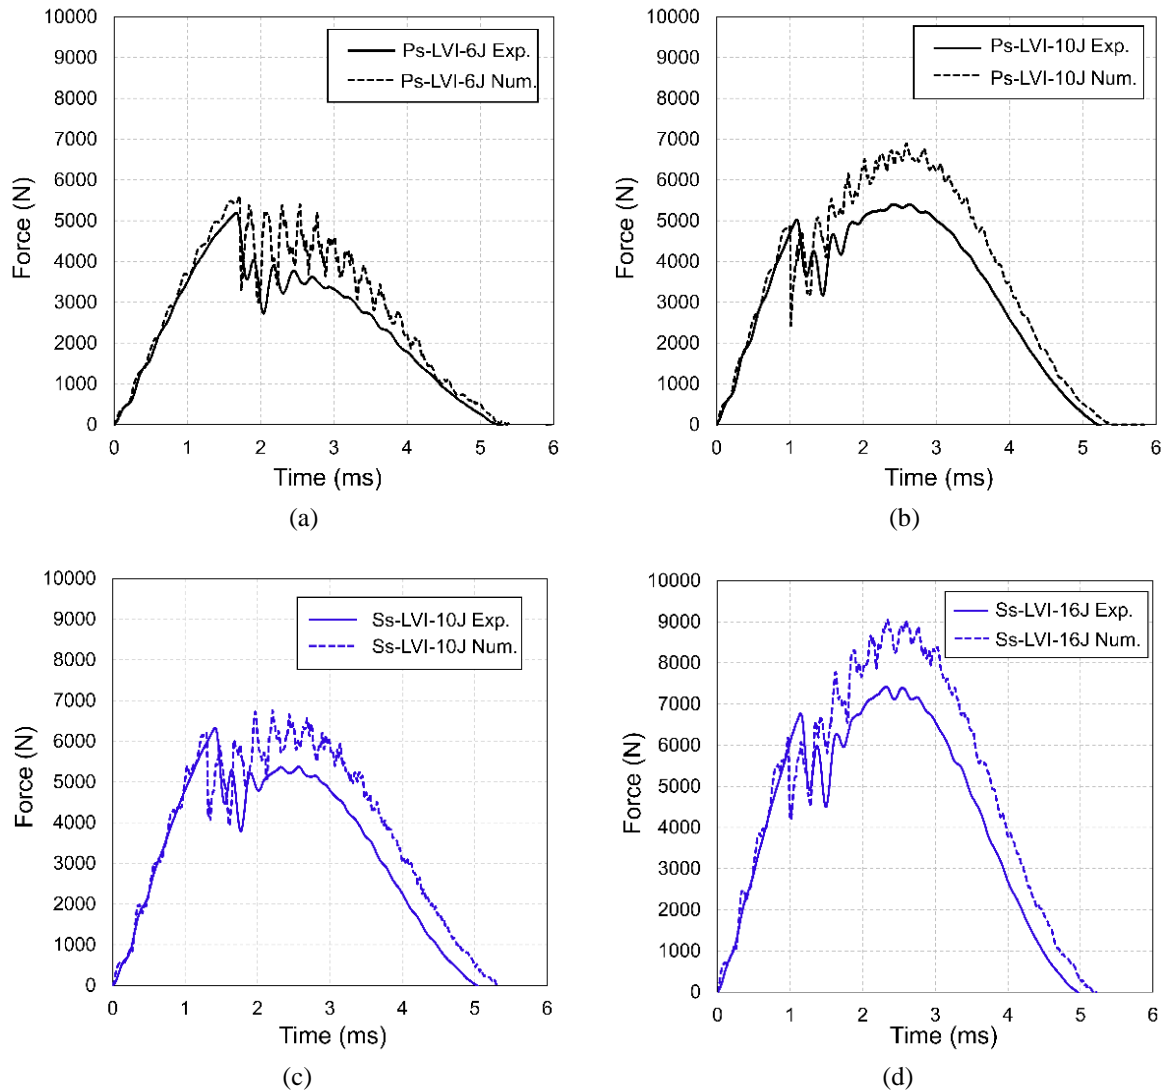 10000
9000
8000
7000
6000
5000
4000
3000
2000
1000
0
Force (N)
Ps-LVI-6J Exp.
Ps-LVI-6J Num.
0 1 2 3 4 5 6
Time (ms)
(a)
10000
9000
8000
7000
6000
5000
4000
3000
2000
1000
0
Force (N)
Ps-LVI-10J Exp.
Ps-LVI-10J Num.
0 1 2 3 4 5 6
Time (ms)
(b)
10000
9000
8000
7000
6000
5000
4000
3000
2000
1000
0
Force (N)
Ss-LVI-10J Exp.
Ss-LVI-10J Num.
0 1 2 3 4 5 6
Time (ms)
(c)
10000
9000
8000
7000
6000
5000
4000
3000
2000
1000
0
Force (N)
Ss-LVI-16J Exp.
Ss-LVI-16J Num.
0 1 2 3 4 5 6
Time (ms)
(d)